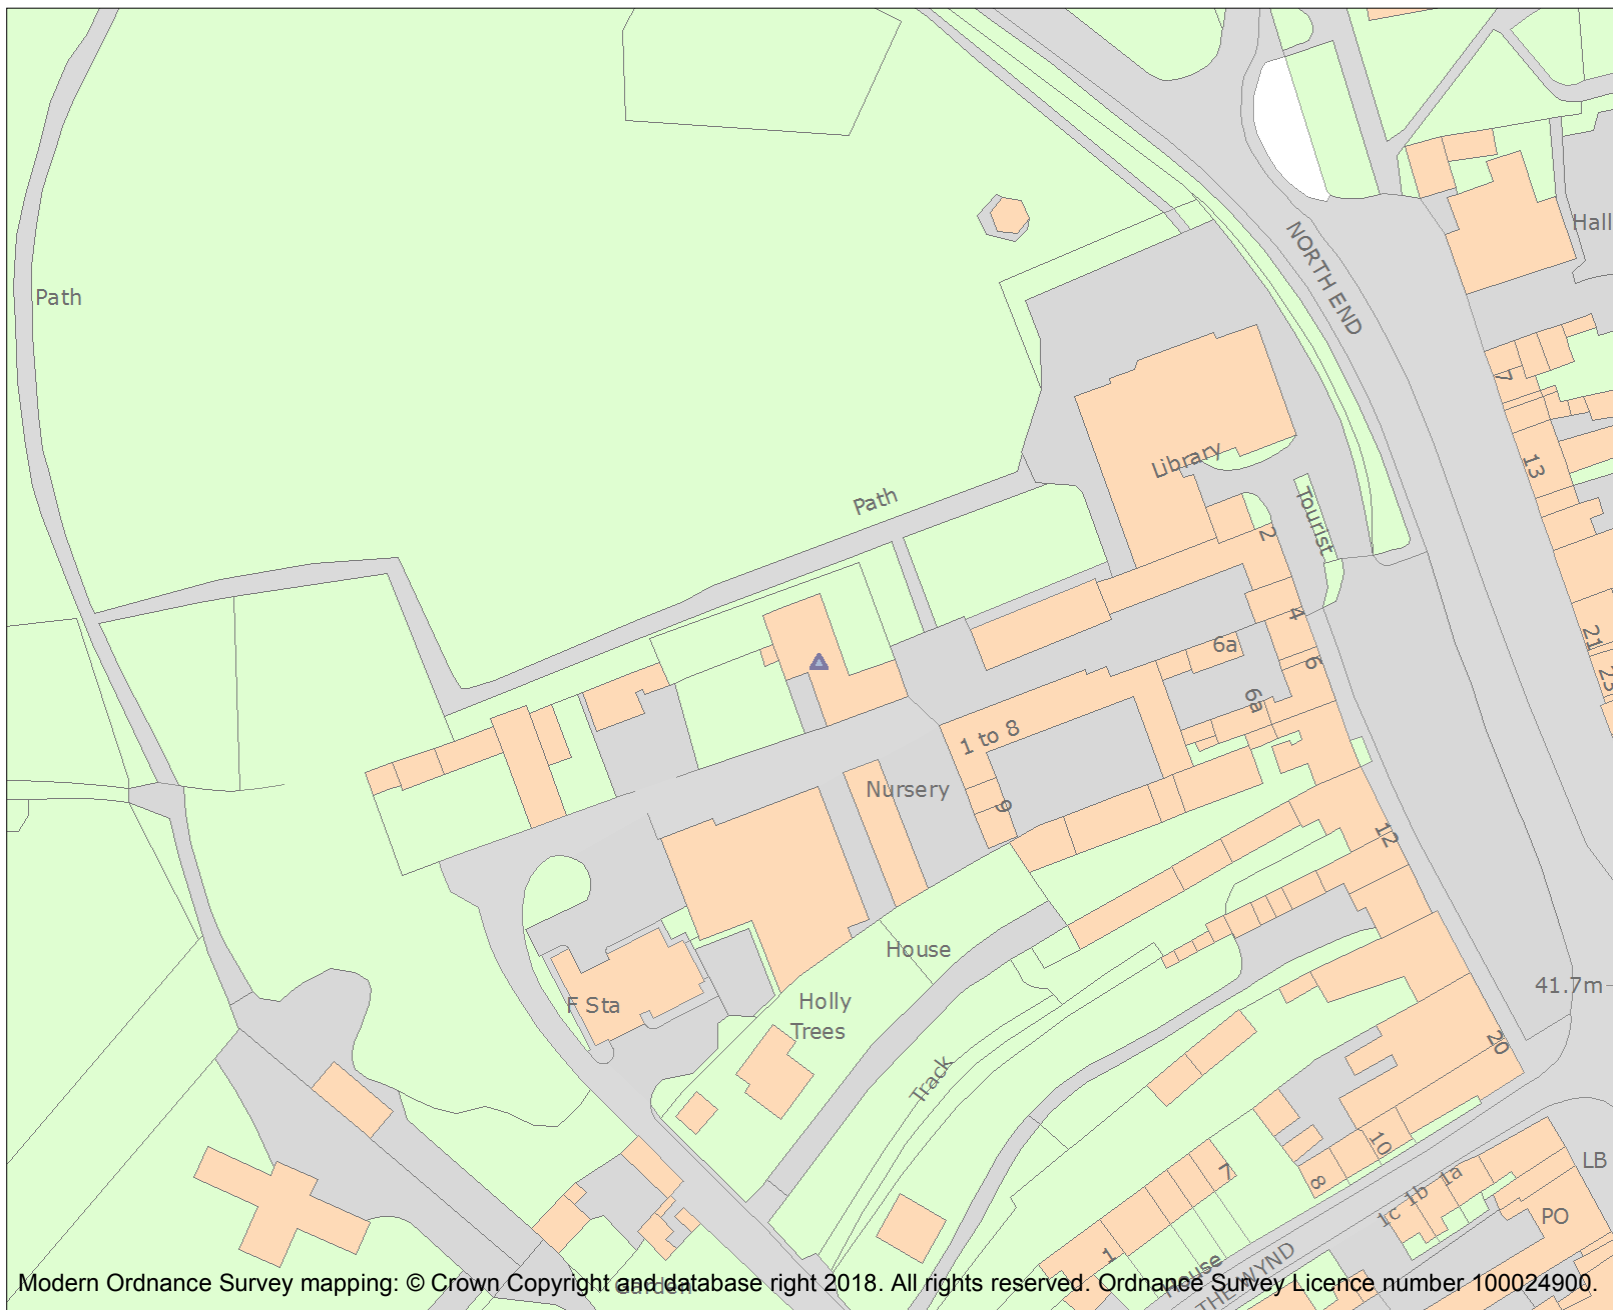 Hall
NORTH END
Path
7
Library
13
Path
Tourist
2
4
21
6a
6
23
6a
1 to 8
Nursery
9
12
House
41.7m
F Sta
Holly
Trees
20
Track
10
LB
7
8
1a
1b
1c
PO
1
House
THE WYND
Garden
Modern Ordnance Survey mapping: © Crown Copyright and database right 2018. All rights reserved. Ordnance Survey Licence number 100024900.